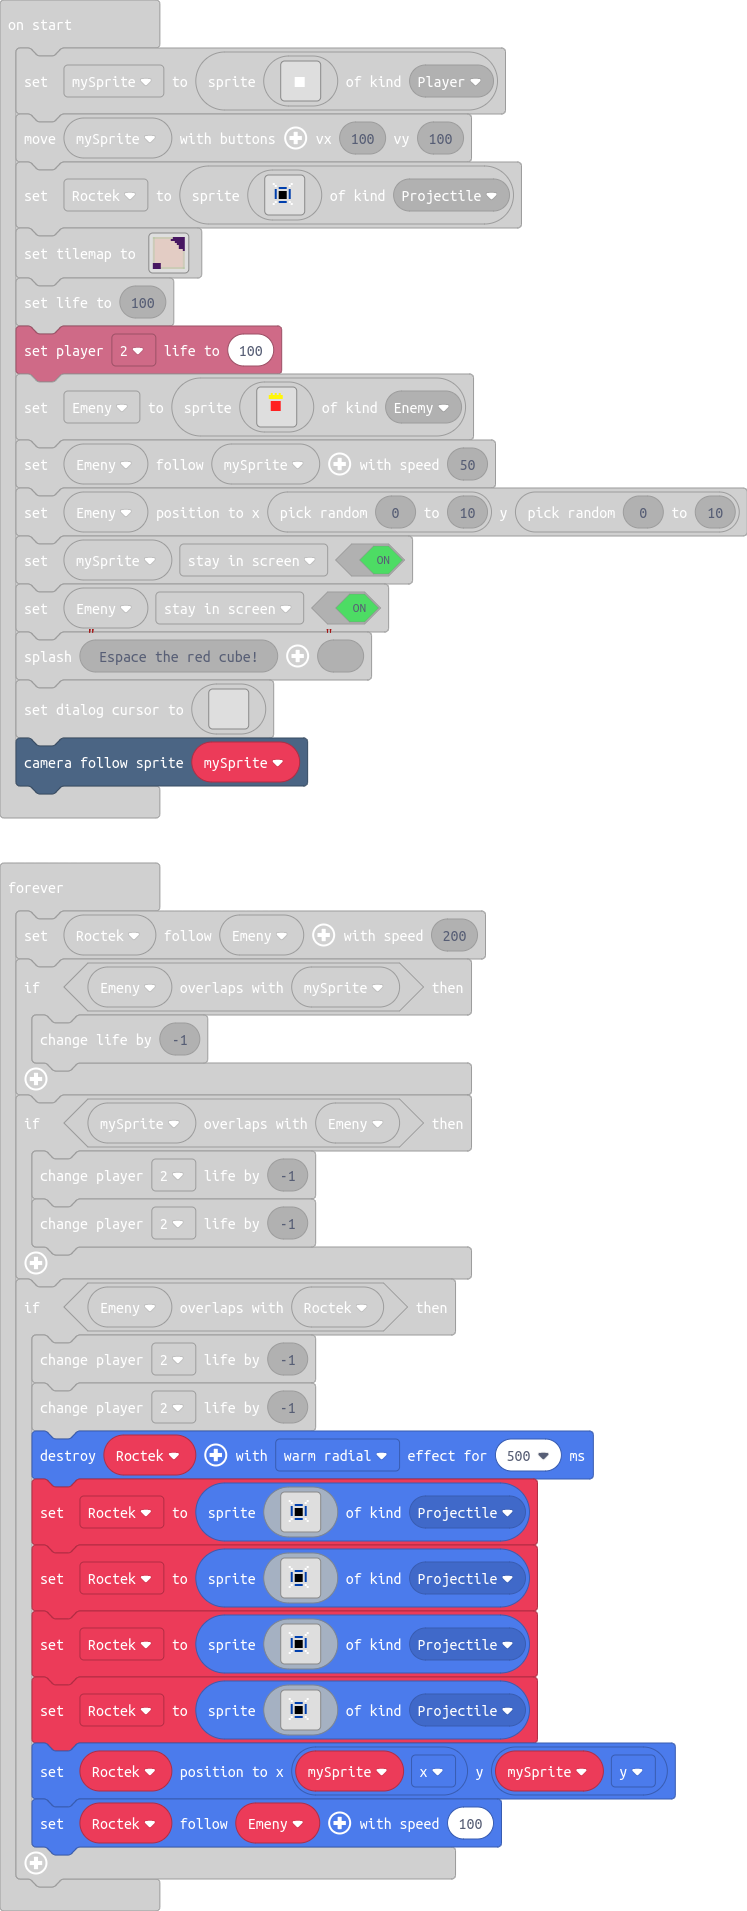 on start
set mySprite to sprite of kind Player
move mySprite with buttons vx 100 vy 100
set Roctek to sprite of kind Projectile
set tilemap to
set life to 100
set player 2 life to 100
set Emeny to sprite of kind Enemy
set Emeny follow mySprite with speed 50
set Emeny position to x pick random 0 to 10 y pick random 0 to 10
set mySprite stay in screen ON
set Emeny stay in screen ON
splash "Espace the red cube!"
set dialog cursor to
camera follow sprite mySprite
forever
set Roctek follow Emeny with speed 200
if Emeny overlaps with mySprite then
change life by -1
if mySprite overlaps with Emeny then
change player 2 life by -1
change player 2 life by -1
if Emeny overlaps with Roctek then
change player 2 life by -1
change player 2 life by -1
destroy Roctek with warm radial effect for 500 ms
set Roctek to sprite of kind Projectile
set Roctek to sprite of kind Projectile
set Roctek to sprite of kind Projectile
set Roctek to sprite of kind Projectile
set Roctek position to x mySprite x y mySprite y
set Roctek follow Emeny with speed 100